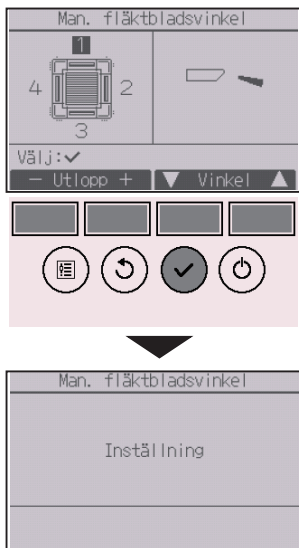 Man. fläktbladsvinkel
1
4 2
3
Välj:✓
− Utlopp + ▼ Vinkel ▲
Man. fläktbladsvinkel
Inställning